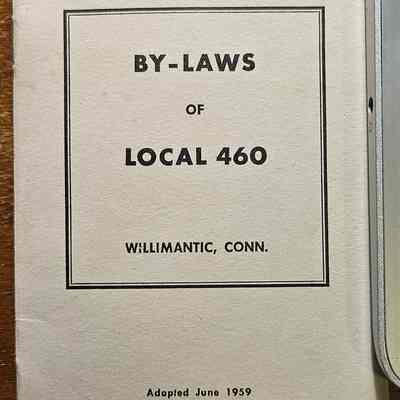 BY-LAWS
OF
LOCAL 460
WILLIMANTIC, CONN.
Adopted June 1959